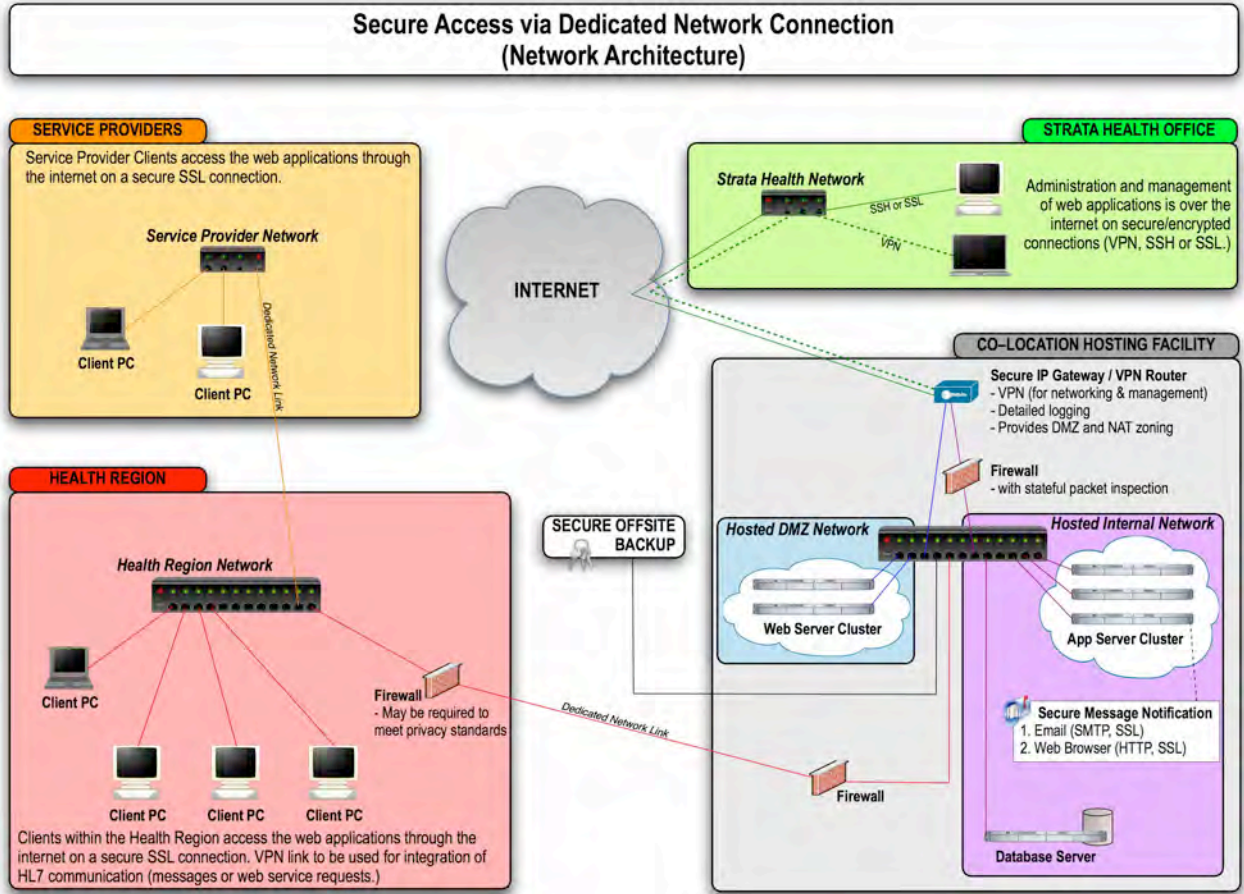 Secure Access via Dedicated Network Connection
(Network Architecture)
SERVICE PROVIDERS
Service Provider Clients access the web applications through
the internet on a secure SSL connection.
Service Provider Network
Client PC
Client PC
Dedicated Network Link
INTERNET
STRATA HEALTH OFFICE
Strata Health Network
SSH or SSL
VPN
Administration and management
of web applications is over the
internet on secure/encrypted
connections (VPN, SSH or SSL.)
CO–LOCATION HOSTING FACILITY
Secure IP Gateway / VPN Router
- VPN (for networking & management)
- Detailed logging
- Provides DMZ and NAT zoning
Firewall
- with stateful packet inspection
HEALTH REGION
Health Region Network
Client PC
Firewall
- May be required to
meet privacy standards
Client PC
Client PC
Client PC
Clients within the Health Region access the web applications through the
internet on a secure SSL connection. VPN link to be used for integration of
HL7 communication (messages or web service requests.)
SECURE OFFSITE
BACKUP
Dedicated Network Link
Firewall
Hosted DMZ Network
Web Server Cluster
Hosted Internal Network
App Server Cluster
Secure Message Notification
1. Email (SMTP, SSL)
2. Web Browser (HTTP, SSL)
Database Server